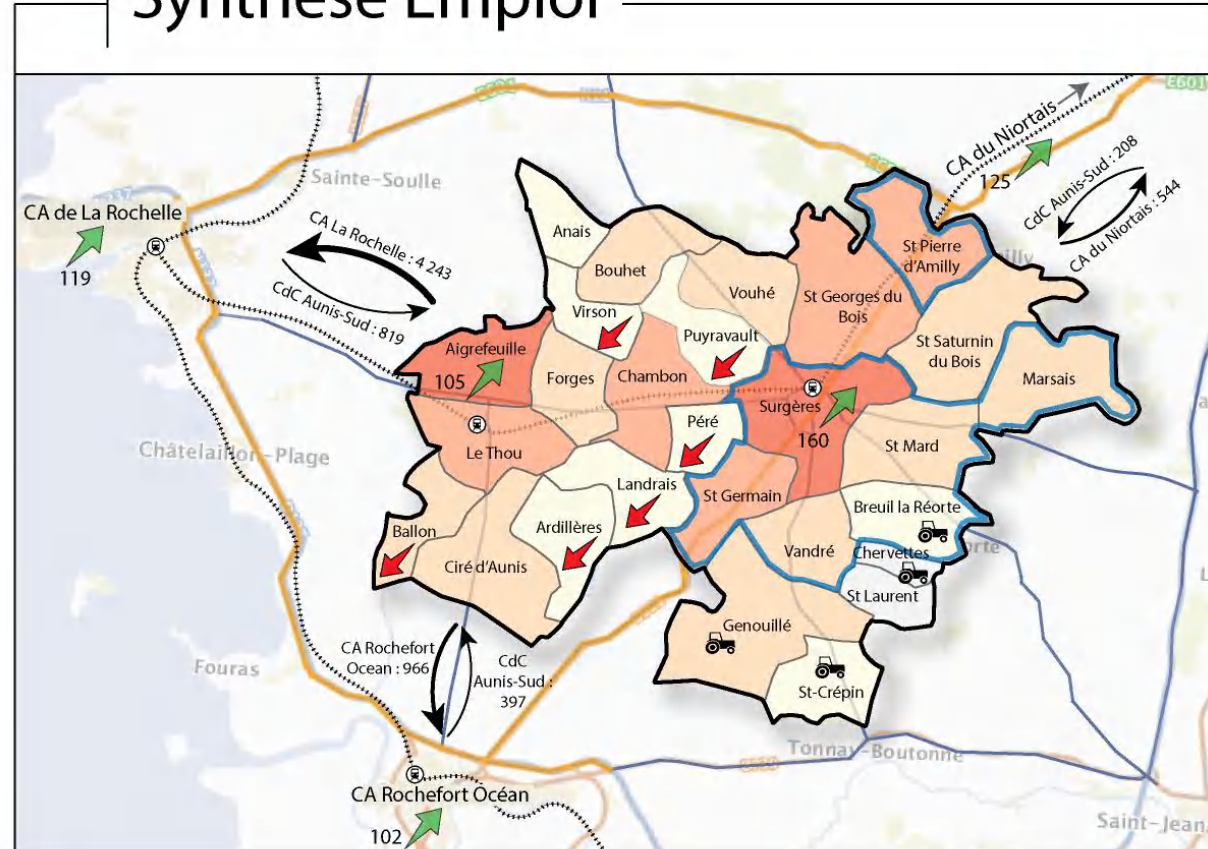 Synthèse Emploi
E601
CA du Niortais
125
CdC Aunis-Sud : 208
CA du Niortais : 544
Sainte-Soulle
CA de La Rochelle
119
CA La Rochelle : 4 243
CdC Aunis-Sud : 819
Anais
Bouhet
Vouhé
Virson
Puyravault
St Georges du
Bois
St Pierre
d'Amilly
illy
St Saturnin
du Bois
Marsais
Aigrefeuille
105
Forges
Chambon
Surgères
160
Péré
St Mard
Châtelaillon-Plage
Le Thou
Landrais
St Germain
Breuil la Réorte
orte
Ballon
Ardillères
Ciré d'Aunis
Vandré
Chervettes
St Laurent
Genouillé
St-Crépin
CA Rochefort
Ocean : 966
CdC
Aunis-Sud :
397
Fouras
Tonnay-Boutonne
CA Rochefort Océan
102
Saint-Jean